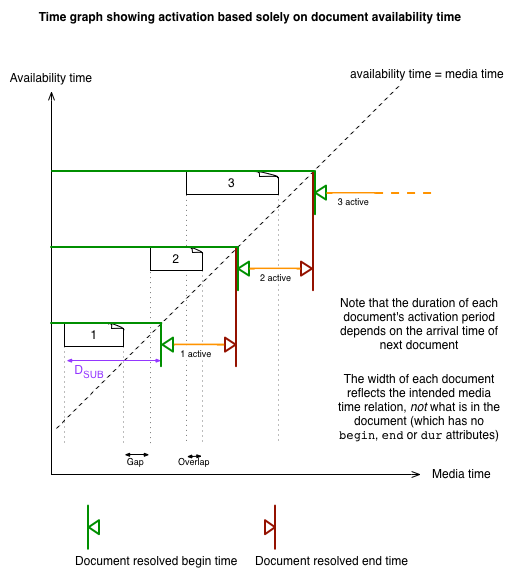 Time graph showing activation based solely on document availability time
availability time = media time
Availability time
3
3 active
2
2 active
1
1 active
D_SUB
Note that the duration of each
document's activation period
depends on the arrival time of
next document
The width of each document
reflects the intended media
time relation, not what is in the
document (which has no
begin, end or dur attributes)
Gap
Overlap
Media time
Document resolved begin time
Document resolved end time